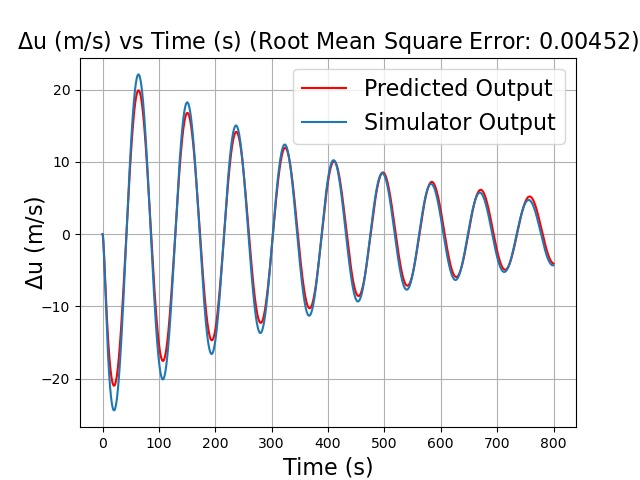 Δu (m/s) vs Time (s) (Root Mean Square Error: 0.00452)
Predicted Output
Simulator Output
20
10
0
−10
−20
Δu (m/s)
0 100 200 300 400 500 600 700 800
Time (s)